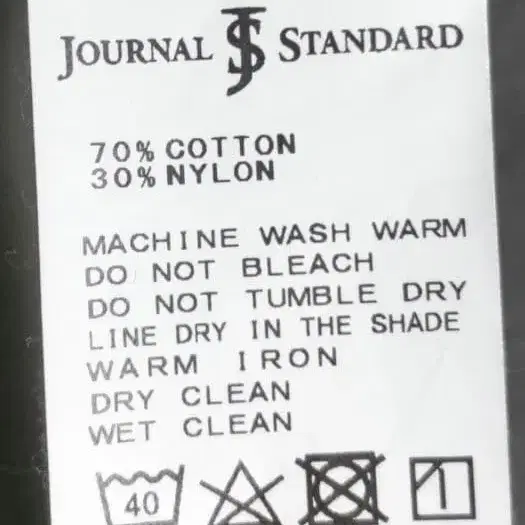 JOURNAL JS STANDARD
70% COTTON
30% NYLON
MACHINE WASH WARM
DO NOT BLEACH
DO NOT TUMBLE DRY
LINE DRY IN THE SHADE
WARM IRON
DRY CLEAN
WET CLEAN
40